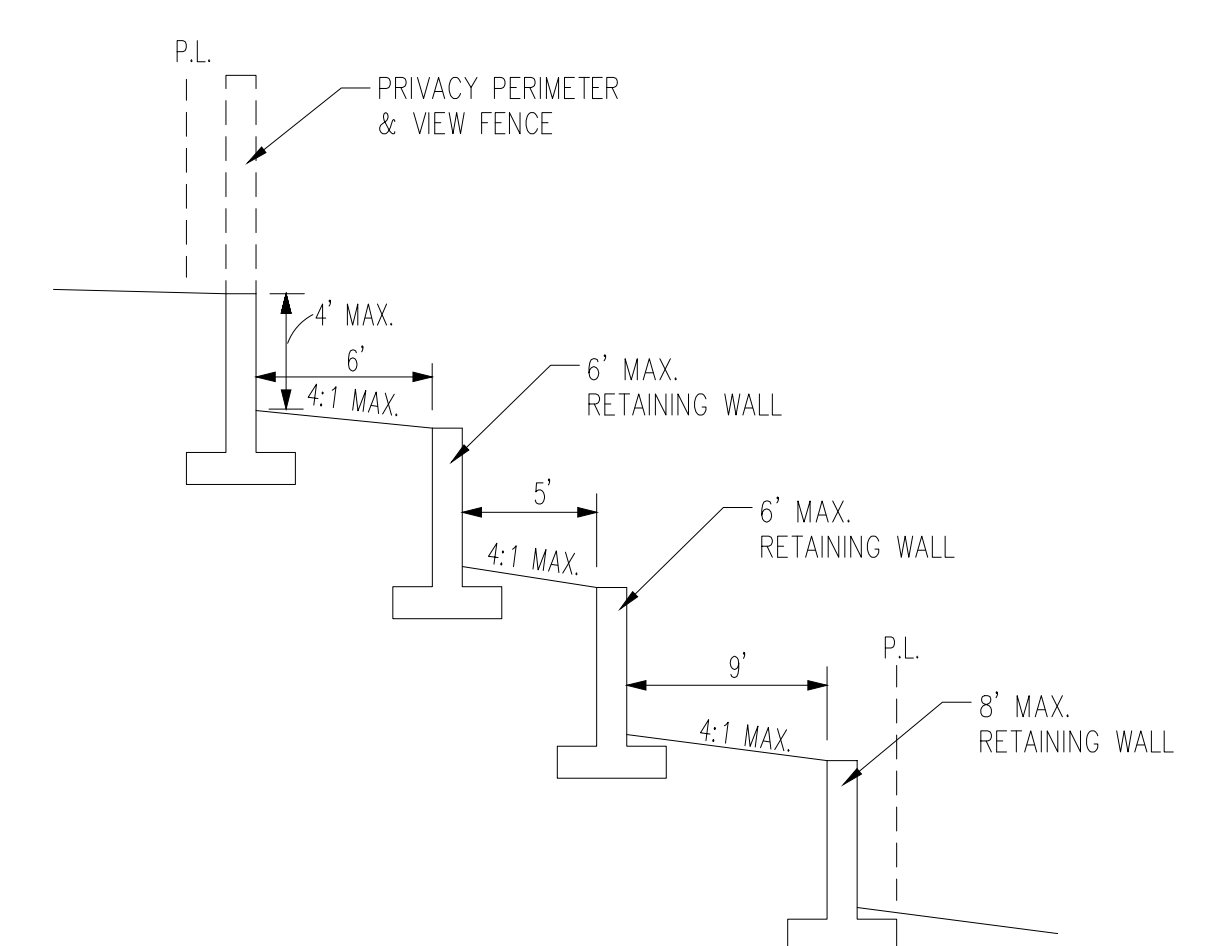 P.L.
PRIVACY PERIMETER
& VIEW FENCE
4' MAX.
6'
4:1 MAX.
6' MAX.
RETAINING WALL
5'
4:1 MAX.
6' MAX.
RETAINING WALL
P.L.
9'
4:1 MAX.
8' MAX.
RETAINING WALL